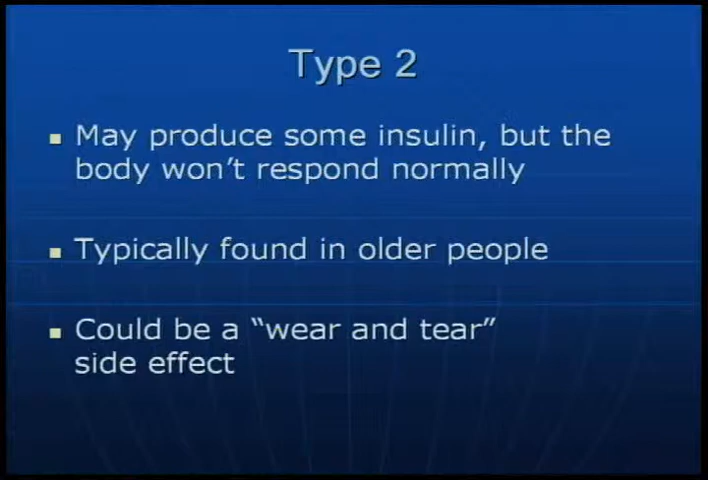 Type 2
May produce some insulin, but the
body won't respond normally
Typically found in older people
Could be a “wear and tear”
side effect